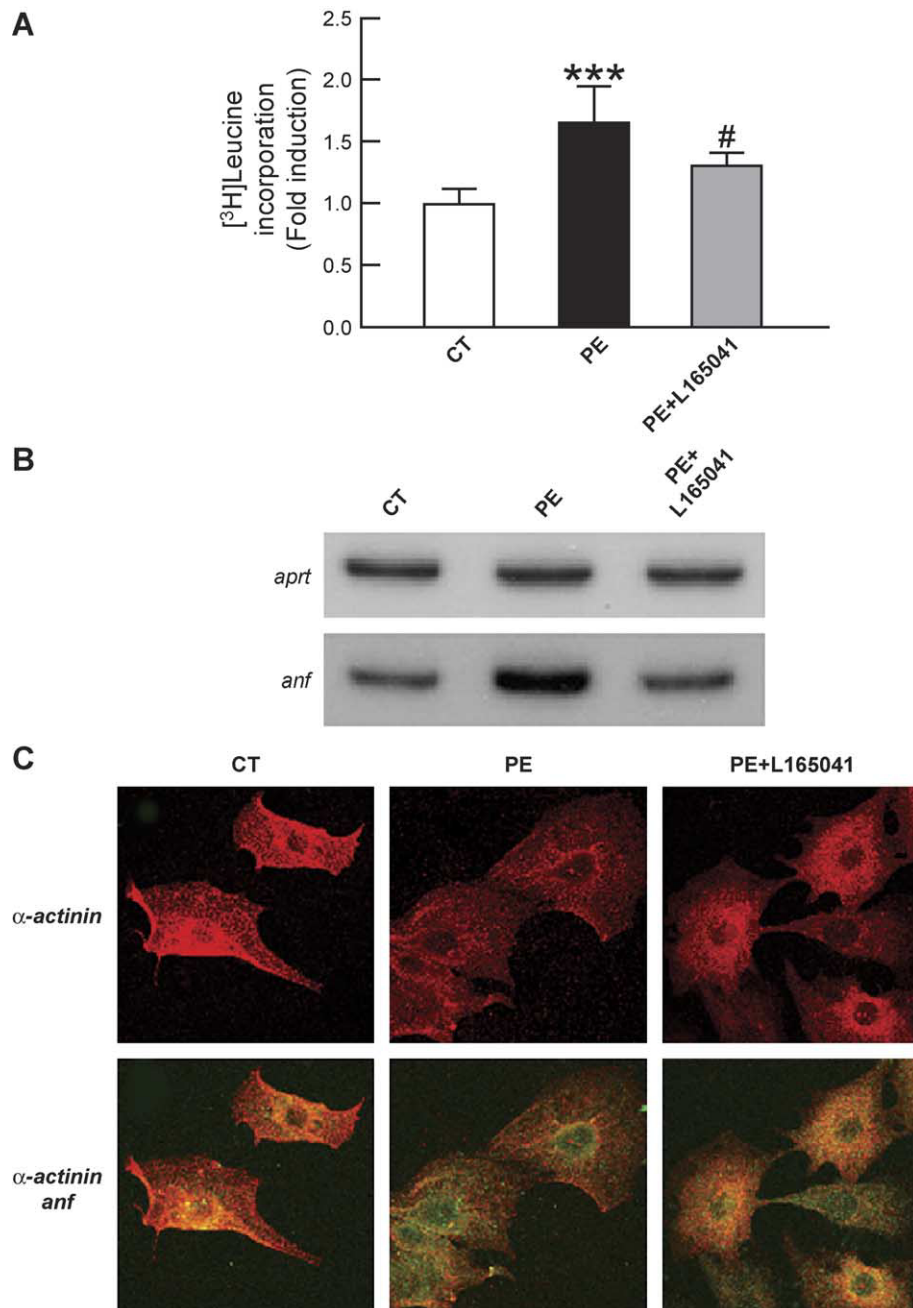 A
[³H]Leucine
incorporation
(Fold induction)
2.5
2.0
1.5
1.0
0.5
0.0
***
#
CT
PE
PE+L165041
B
CT
PE
PE+
L165041
aprt
anf
C
CT
PE
PE+L165041
α-actinin
α-actinin
anf